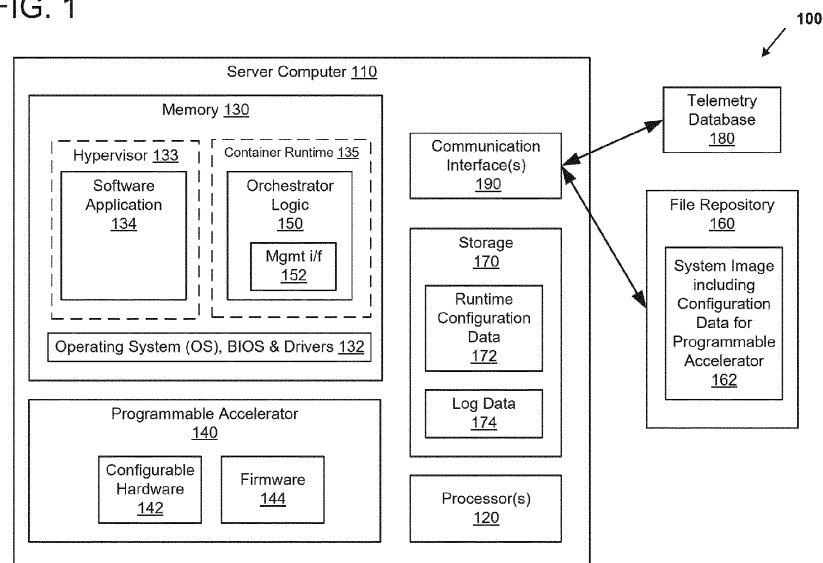 FIG. 1
100
Server Computer 110
Memory 130
Hypervisor 133
Software
Application
134
Container Runtime 135
Orchestrator
Logic
150
Mgmt i/f
152
Operating System (OS), BIOS & Drivers 132
Programmable Accelerator
140
Configurable
Hardware
142
Firmware
144
Communication
Interface(s)
190
Storage
170
Runtime
Configuration
Data
172
Log Data
174
Processor(s)
120
Telemetry
Database
180
File Repository
160
System Image
including
Configuration
Data for
Programmable
Accelerator
162